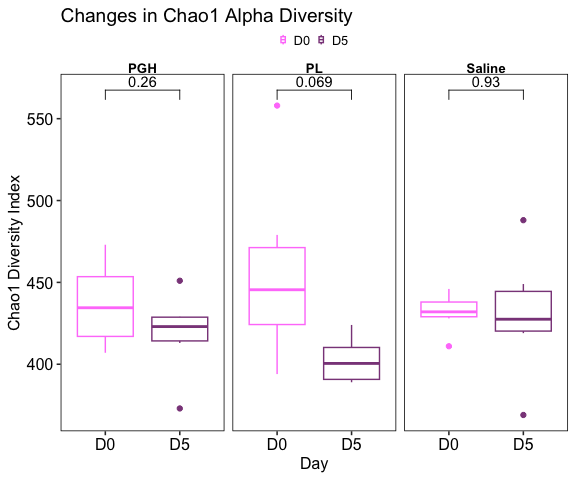 Changes in Chao1 Alpha Diversity
D0 D5
PGH PL Saline
0.26 0.069 0.93
550
500
450
400
Chao1 Diversity Index
D0 D5 D0 D5 D0 D5
Day